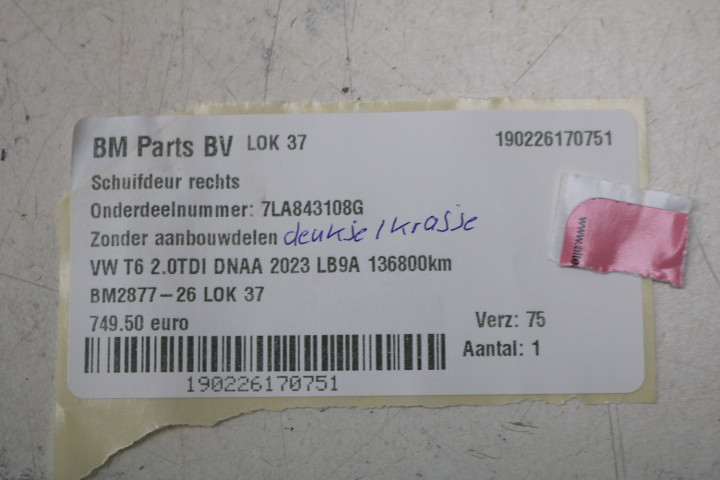 BM Parts BV LOK 37 190226170751
Schuifdeur rechts
Onderdeelnummer: 7LA843108G
Zonder aanbouwdelen deukje/krasje
VW T6 2.0TDI DNAA 2023 LB9A 136800km
BM2877-26 LOK 37
749.50 euro Verz: 75
Aantal: 1
190226170751